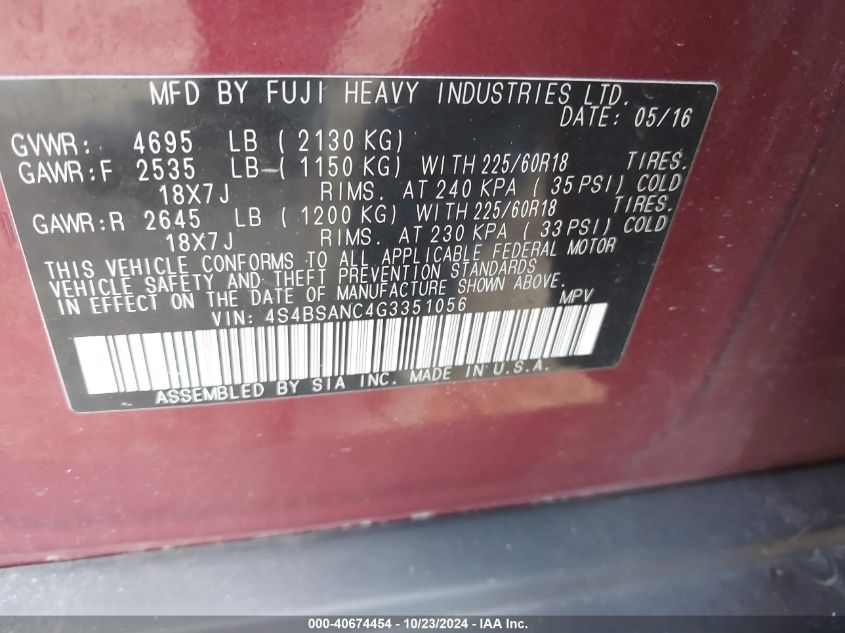 MFD BY FUJI HEAVY INDUSTRIES LTD.
DATE: 05/16
GVWR: 4695 LB ( 2130 KG)
GAWR:F 2535 LB ( 1150 KG) WITH 225/60R18 TIRES.
18X7J RIMS. AT 240 KPA ( 35 PSI) COLD
GAWR:R 2645 LB ( 1200 KG) WITH 225/60R18 TIRES.
18X7J RIMS. AT 230 KPA ( 33 PSI) COLD
THIS VEHICLE CONFORMS TO ALL APPLICABLE FEDERAL MOTOR
VEHICLE SAFETY AND THEFT PREVENTION STANDARDS
IN EFFECT ON THE DATE OF MANUFACTURE SHOWN ABOVE.
VIN: 4S4BSANC4G3351056 MPV
ASSEMBLED BY SIA INC. MADE IN U.S.A.
000-40674454 - 10/23/2024 - IAA Inc.